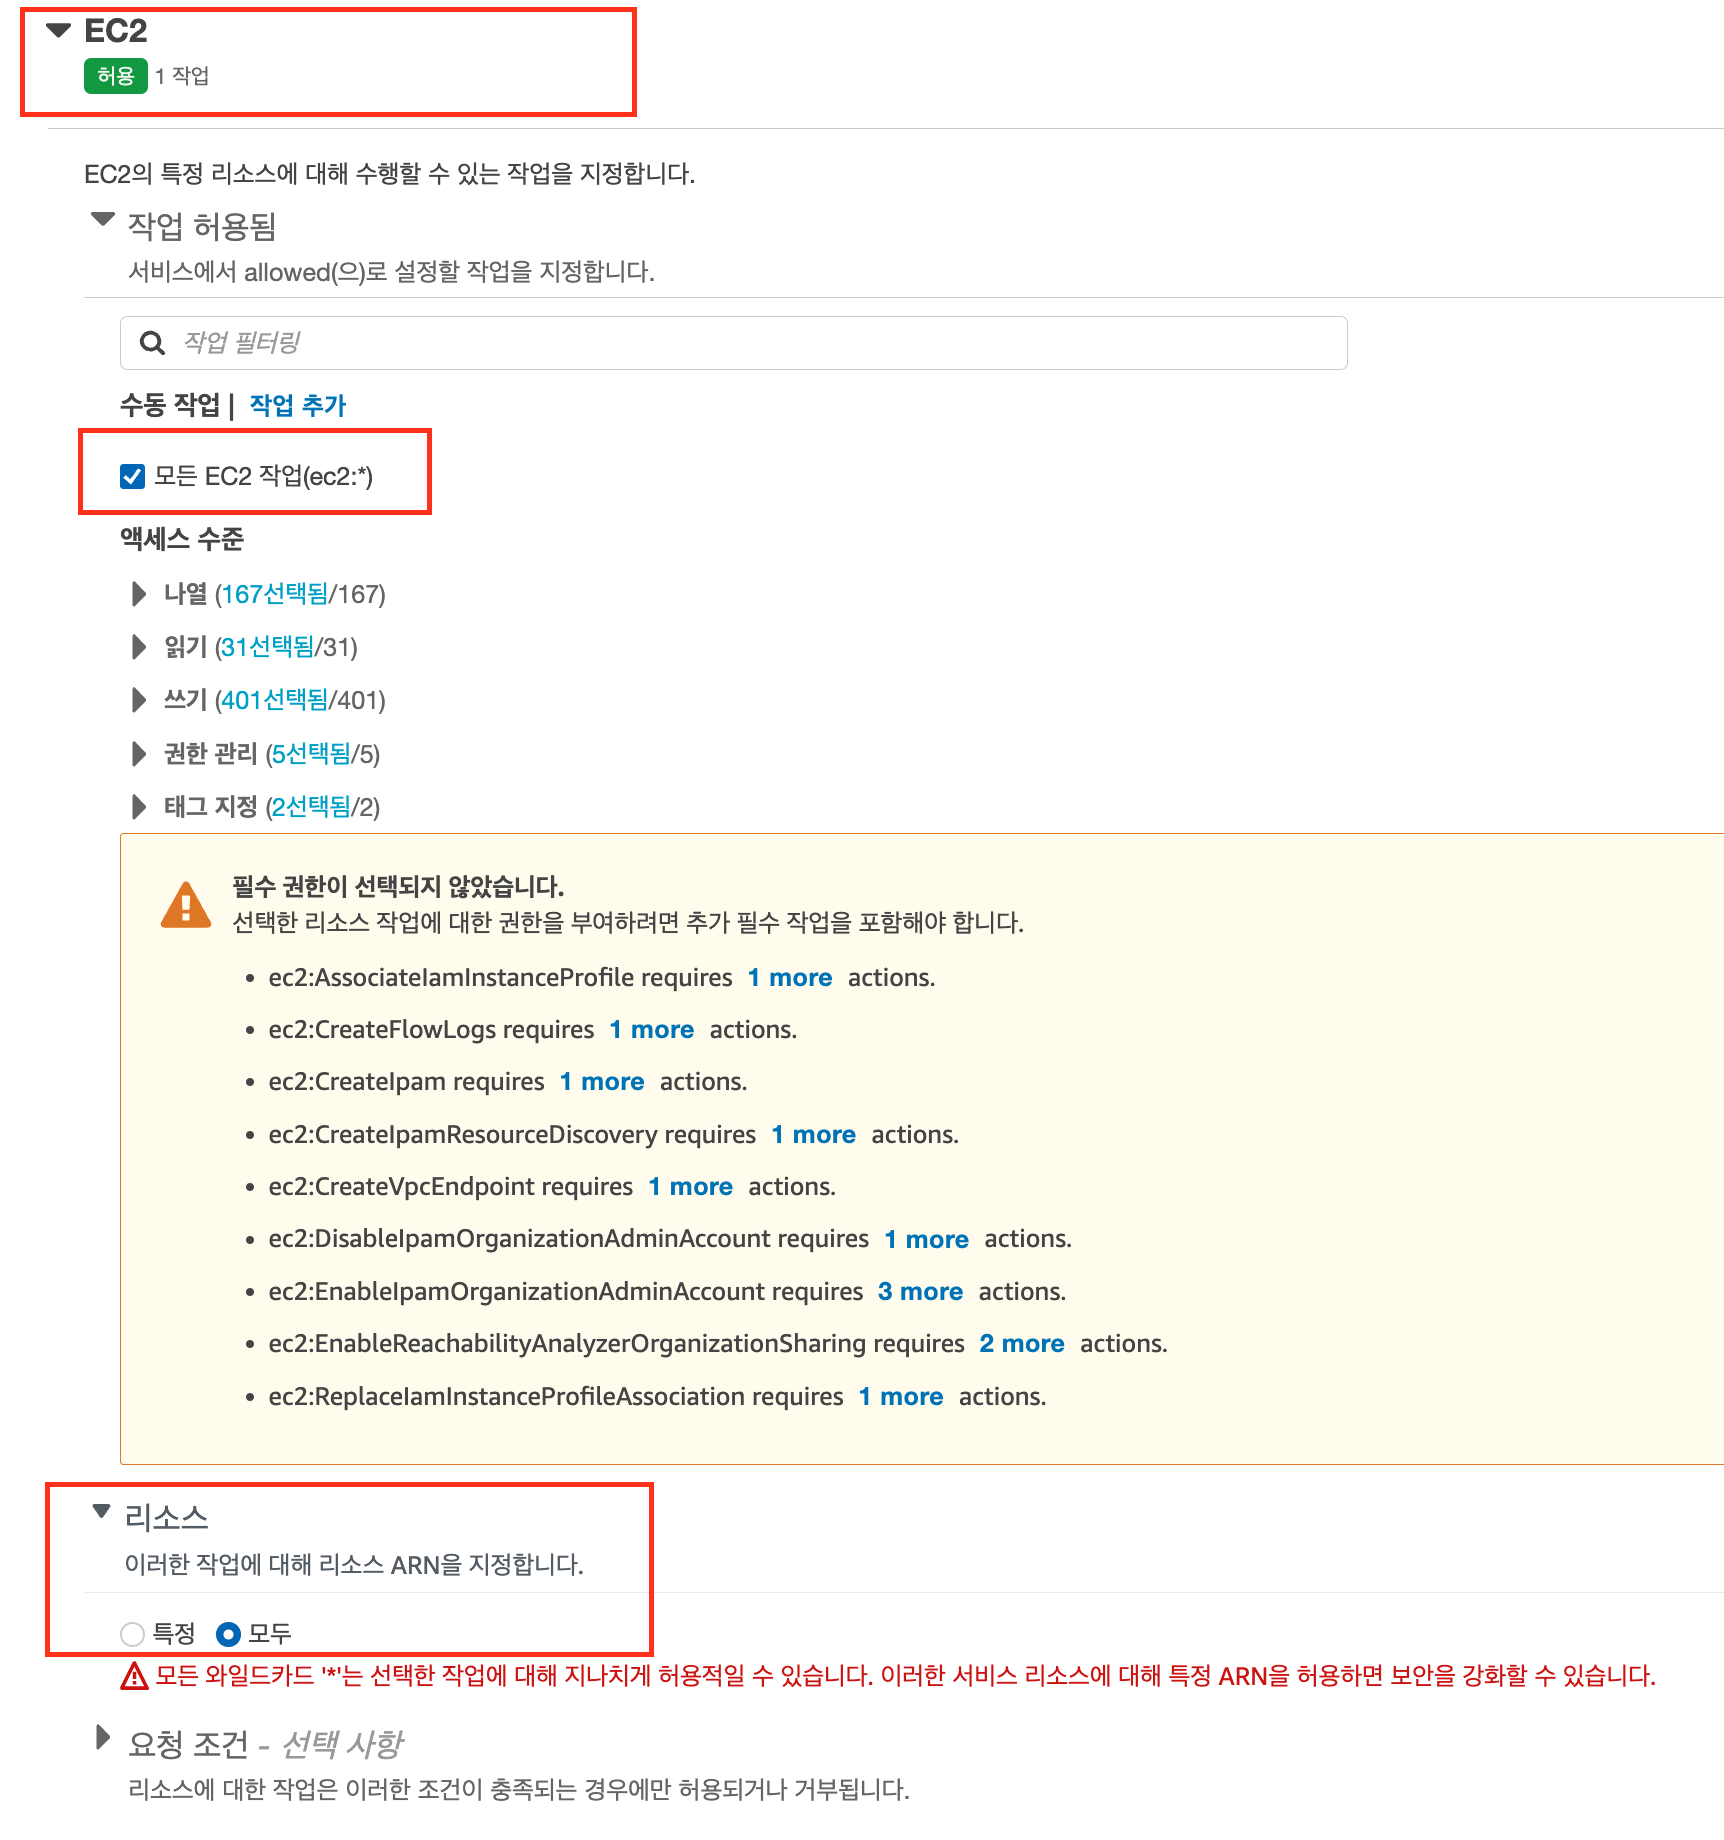 EC2
허용 1 작업
EC2의 특정 리소스에 대해 수행할 수 있는 작업을 지정합니다.
작업 허용됨
서비스에서 allowed(으)로 설정할 작업을 지정합니다.
작업 필터링
수동 작업 | 작업 추가
모든 EC2 작업(ec2:*)
액세스 수준
나열 (167선택됨/167)
읽기 (31선택됨/31)
쓰기 (401선택됨/401)
권한 관리 (5선택됨/5)
태그 지정 (2선택됨/2)
필수 권한이 선택되지 않았습니다.
선택한 리소스 작업에 대한 권한을 부여하려면 추가 필수 작업을 포함해야 합니다.
• ec2:AssociateIamInstanceProfile requires 1 more actions.
• ec2:CreateFlowLogs requires 1 more actions.
• ec2:CreateIpam requires 1 more actions.
• ec2:CreateIpamResourceDiscovery requires 1 more actions.
• ec2:CreateVpcEndpoint requires 1 more actions.
• ec2:DisableIpamOrganizationAdminAccount requires 1 more actions.
• ec2:EnableIpamOrganizationAdminAccount requires 3 more actions.
• ec2:EnableReachabilityAnalyzerOrganizationSharing requires 2 more actions.
• ec2:ReplaceIamInstanceProfileAssociation requires 1 more actions.
리소스
이러한 작업에 대해 리소스 ARN을 지정합니다.
특정 모두
모든 와일드카드 '*'는 선택한 작업에 대해 지나치게 허용적일 수 있습니다. 이러한 서비스 리소스에 대해 특정 ARN을 허용하면 보안을 강화할 수 있습니다.
요청 조건 - 선택 사항
리소스에 대한 작업은 이러한 조건이 충족되는 경우에만 허용되거나 거부됩니다.